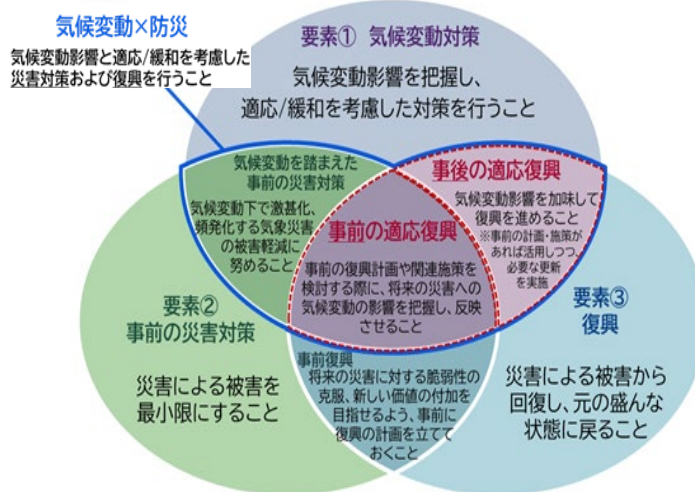 気候変動×防災
気候変動影響と適応/緩和を考慮した
災害対策および復興を行うこと
要素① 気候変動対策
気候変動影響を把握し、
適応/緩和を考慮した対策を行うこと
気候変動を踏まえた
事前の災害対策
気候変動下で激甚化、
頻発化する気象災害
の被害軽減に
努めること
事後の適応復興
気候変動影響を加味して、
復興を進めること
※事前の計画・施策が
あれば活用しつつ、
必要な更新
を実施
事前の適応復興
事前の復興計画や関連施策を
検討する際に、将来の災害への
気候変動の影響を把握し、反映
させること
要素②
事前の災害対策
災害による被害を
最小限にすること
要素③
復興
災害による被害から
回復し、元の盛んな
状態に戻ること
事前復興
将来の災害に対する脆弱性の
克服、新しい価値の付加を
目指せるよう、事前に
復興の計画を立てて
おくこと